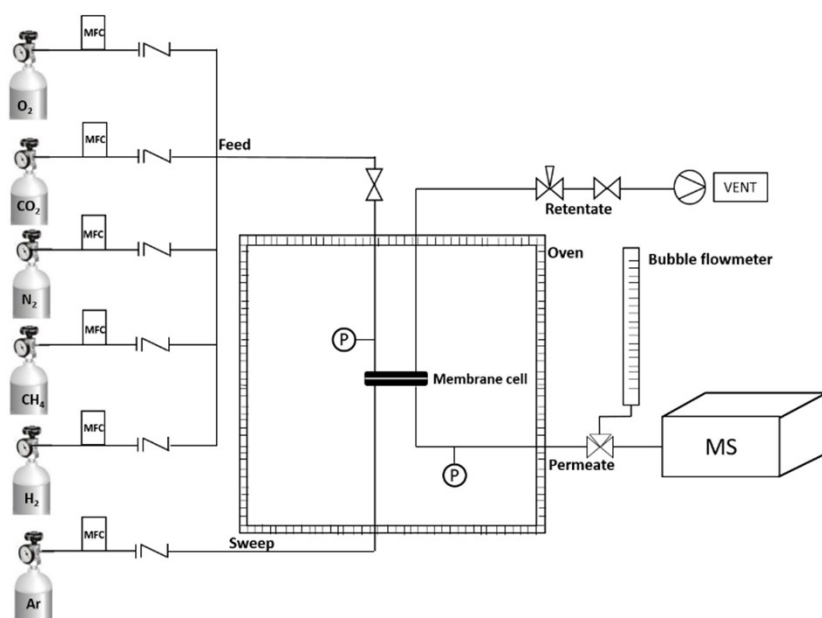 MFC
O₂
MFC
Feed
CO₂
Retentate
VENT
MFC
N₂
Oven
Bubble flowmeter
P
MFC
CH₄
Membrane cell
MFC
H₂
P
Permeate
MS
MFC
Sweep
Ar